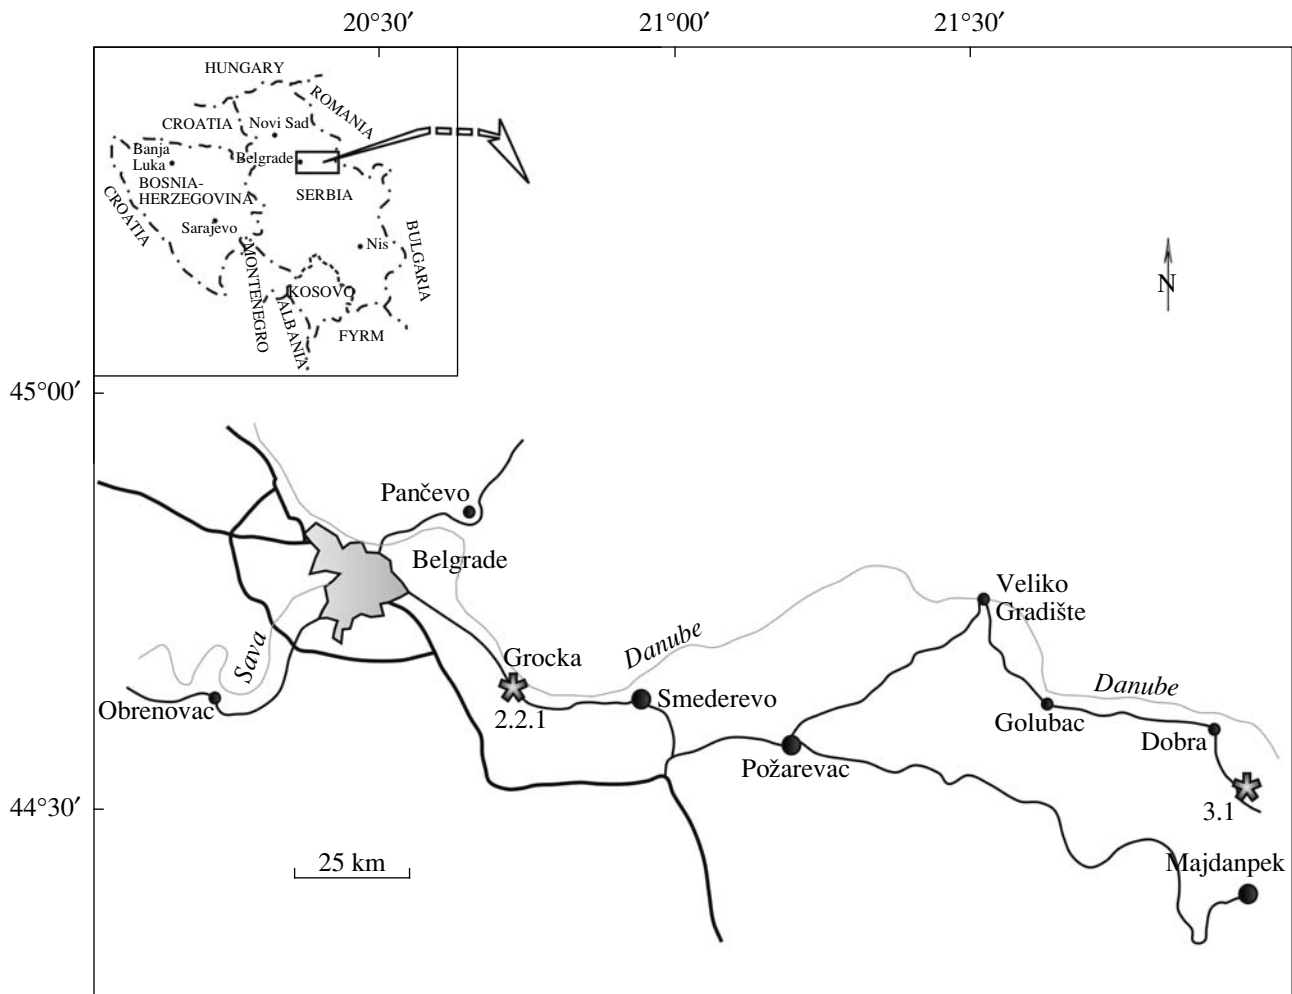 20°30′
21°00′
21°30′
HUNGARY
ROMANIA
CROATIA
Novi Sad
Banja
Luka
Belgrade
BOSNIA-
HERZEGOVINA
SERBIA
CROATIA
Sarajevo
Nis
BULGARIA
MONTENEGRO
KOSOVO
ALBANIA
FYRM
N
45°00′
Pančevo
Belgrade
Veliko
Gradište
Sava
Grocka
Danube
Danube
Obrenovac
2.2.1
Smederevo
Golubac
Dobra
Požarevac
44°30′
3.1
25 km
Majdanpek